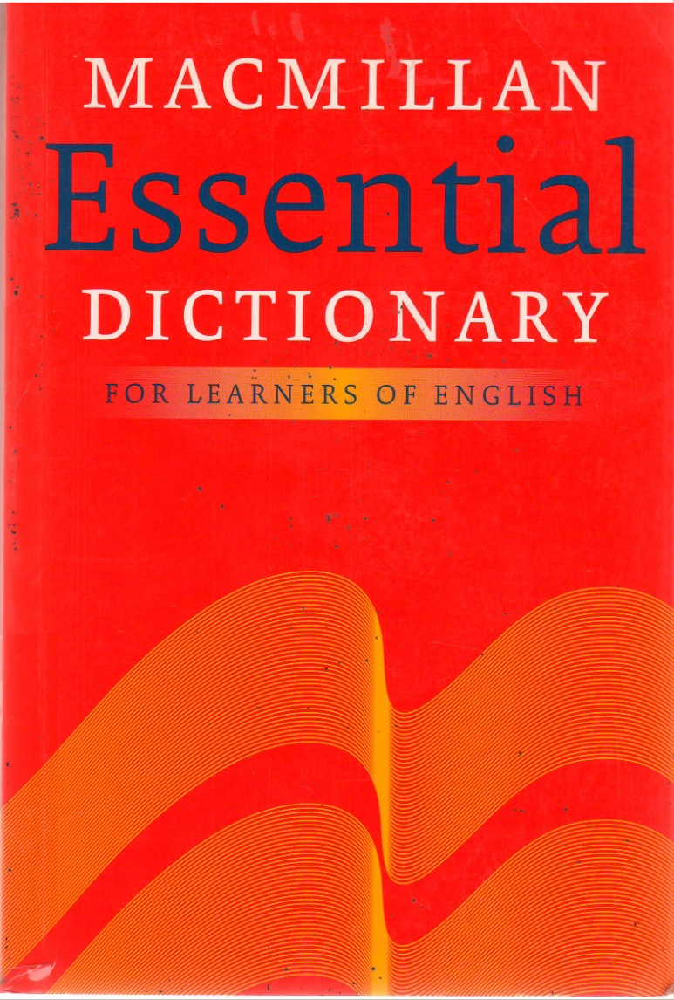 MACMILLAN
Essential
DICTIONARY
FOR LEARNERS OF ENGLISH